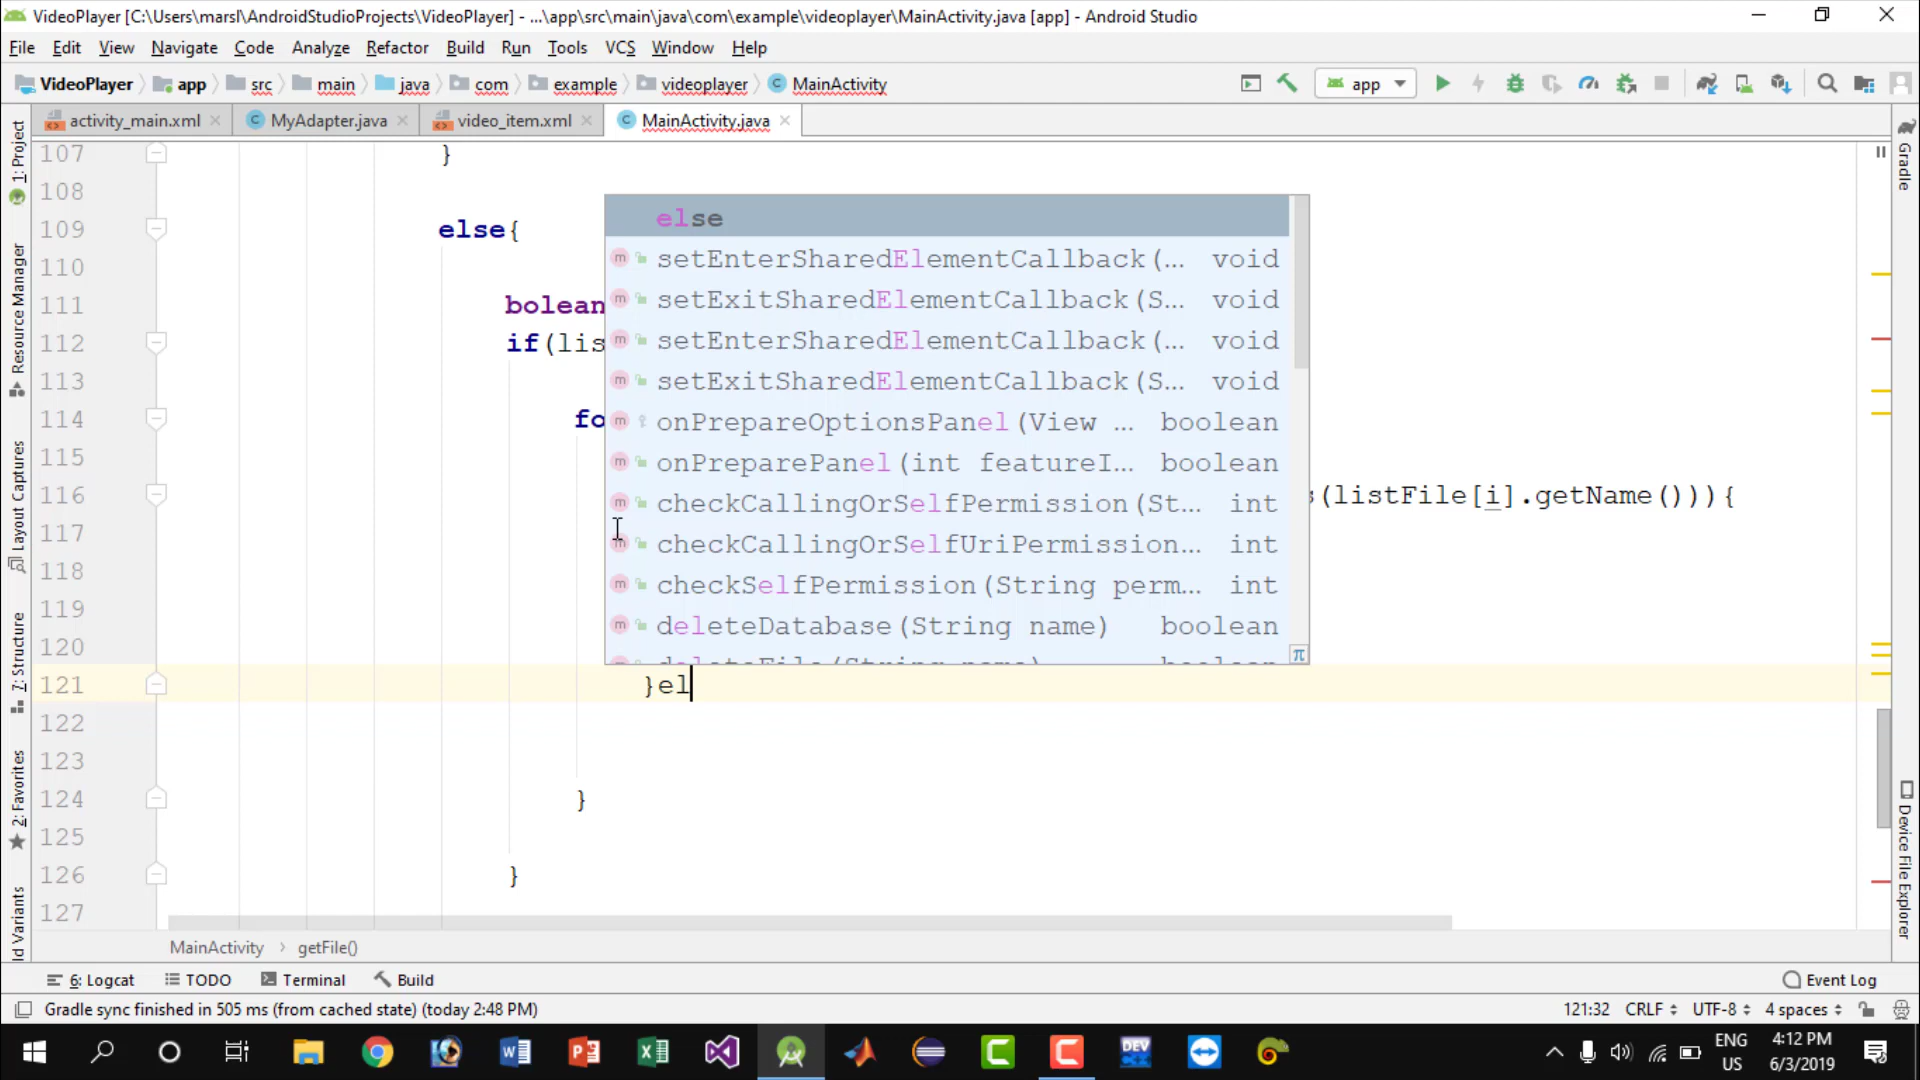 VideoPlayer [C:\Users\marsl\AndroidStudioProjects\VideoPlayer] - ...\app\src\main\java\com\example\videoplayer\MainActivity.java [app] - Android Studio
File Edit View Navigate Code Analyze Refactor Build Run Tools VCS Window Help
VideoPlayer app src main java com example videoplayer MainActivity app
activity_main.xml MyAdapter.java video_item.xml MainActivity.java
107 }
108
109 else{
110
111 bolean
112 if(lis
113
114 fo
115
116 (listFile[i].getName())){
117
118
119
120
121 }el
122
123
124 }
125
126 }
127
else
setEnterSharedElementCallback(... void
setExitSharedElementCallback(S... void
setEnterSharedElementCallback(... void
setExitSharedElementCallback(S... void
onPrepareOptionsPanel(View ... boolean
onPreparePanel(int featureI... boolean
checkCallingOrSelfPermission(St... int
checkCallingOrSelfUriPermission... int
checkSelfPermission(String perm... int
deleteDatabase(String name) boolean
deleteFile(String name) boolean
π
1: Project
Resource Manager
Layout Captures
7: Structure
2: Favorites
ld Variants
Gradle
Device File Explorer
MainActivity getFile()
6: Logcat TODO Terminal Build Event Log
Gradle sync finished in 505 ms (from cached state) (today 2:48 PM) 121:32 CRLF UTF-8 4 spaces
DEV
ENG
US
4:12 PM
6/3/2019